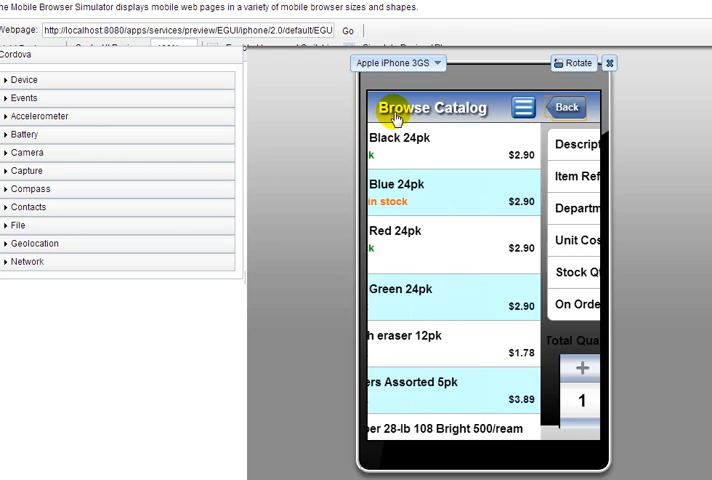 he Mobile Browser Simulator displays mobile web pages in a variety of mobile browser sizes and shapes.
Webpage: http://localhost:8080/apps/services/preview/EGUI/iphone/2.0/default/EGU Go
Cordova
Device
Events
Accelerometer
Battery
Camera
Capture
Compass
Contacts
File
Geolocation
Network
Apple iPhone 3GS
Rotate
Browse Catalog
Back
Black 24pk
k $2.90
Blue 24pk
in stock $2.90
Red 24pk
k $2.90
Green 24pk
$2.90
h eraser 12pk
$1.78
ers Assorted 5pk
$3.89
er 28-lb 108 Bright 500/ream
Descript
Item Ref
Departm
Unit Cos
Stock Q
On Orde
Total Qua
+
1